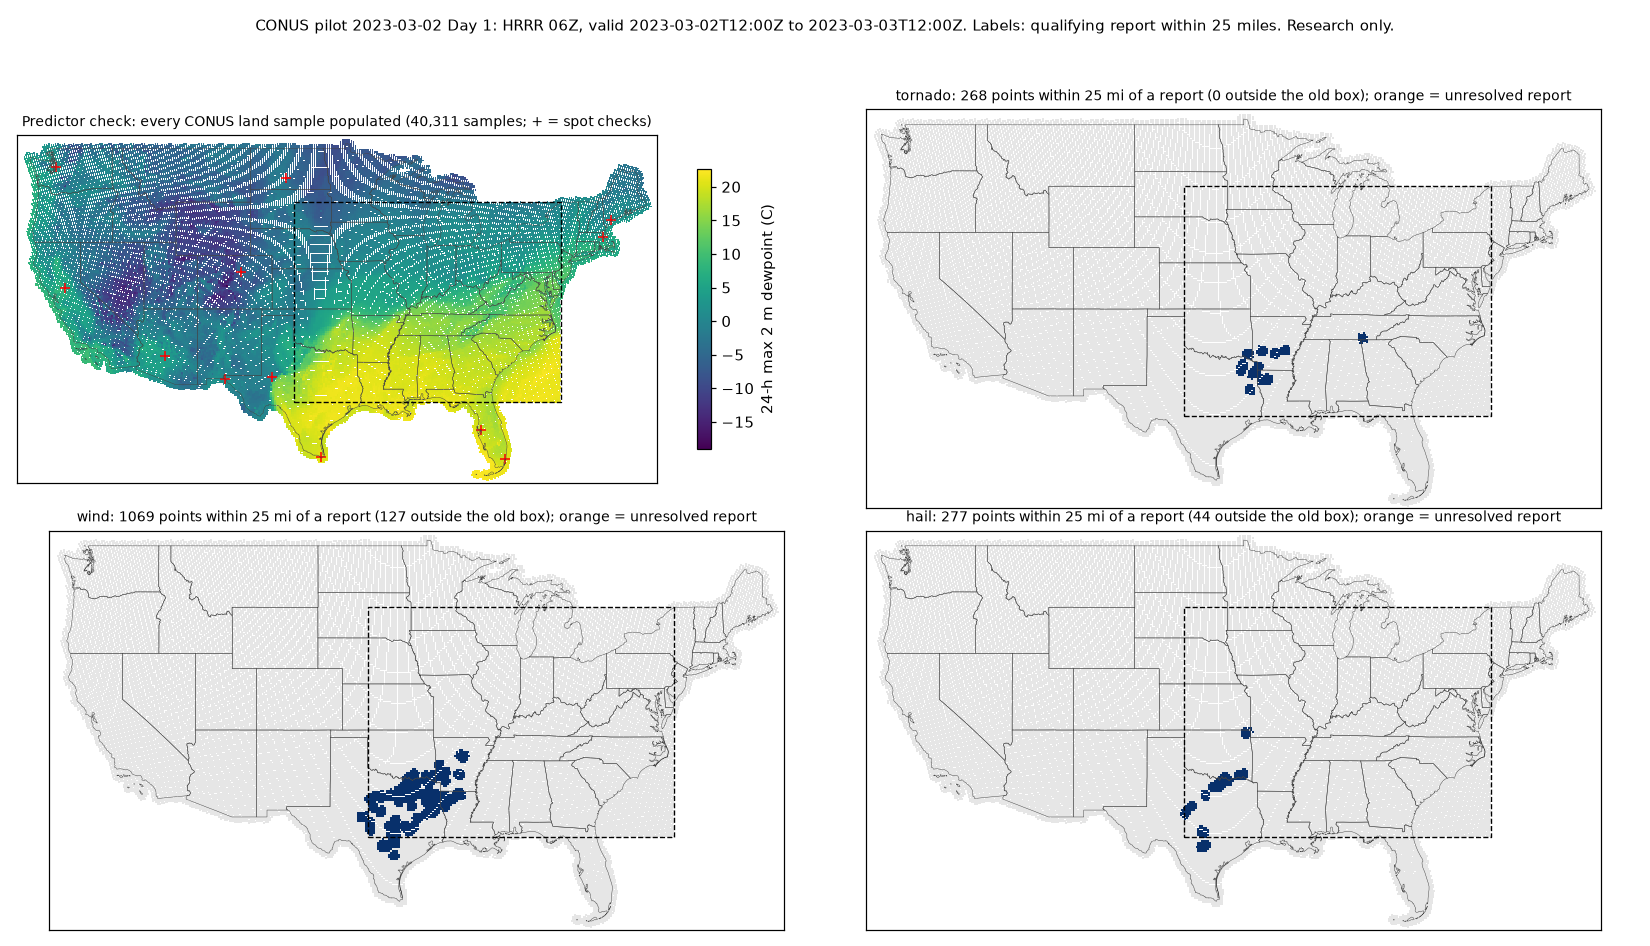 CONUS pilot 2023-03-02 Day 1: HRRR 06Z, valid 2023-03-02T12:00Z to 2023-03-03T12:00Z. Labels: qualifying report within 25 miles. Research only.
Predictor check: every CONUS land sample populated (40,311 samples; + = spot checks)
20
15
10
5
0
−5
−10
−15
24-h max 2 m dewpoint (C)
tornado: 268 points within 25 mi of a report (0 outside the old box); orange = unresolved report
wind: 1069 points within 25 mi of a report (127 outside the old box); orange = unresolved report
hail: 277 points within 25 mi of a report (44 outside the old box); orange = unresolved report